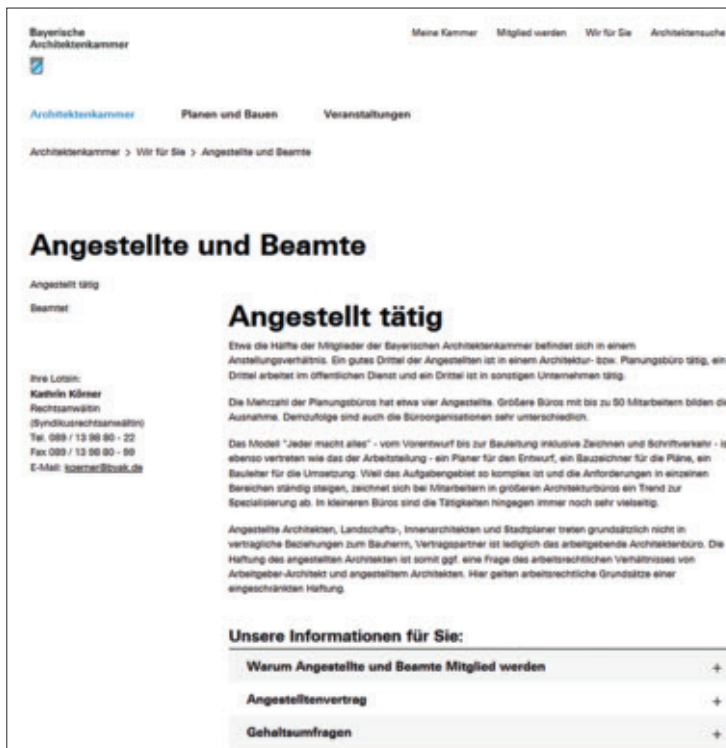 Bayerische
Architektenkammer
Meine Kammer Mitglied werden Wir für Sie Architektensuche
Architektenkammer Planen und Bauen Veranstaltungen
Architektenkammer > Wir für Sie > Angestellte und Beamte
Angestellte und Beamte
Angestellt tätig
Beamtet
Ihre Lotsin:
Kathrin Körner
Rechtsanwältin
(Syndikusrechtsanwältin)
Tel. 089 / 13 98 80 - 22
Fax 089 / 13 98 80 - 99
E-Mail: koerner@byak.de
Angestellt tätig
Etwa die Hälfte der Mitglieder der Bayerischen Architektenkammer befindet sich in einem
Anstellungsverhältnis. Ein gutes Drittel der Angestellten ist in einem Architektur- bzw. Planungsbüro tätig, ein
Drittel arbeitet im öffentlichen Dienst und ein Drittel ist in sonstigen Unternehmen tätig.
Die Mehrzahl der Planungsbüros hat etwa vier Angestellte. Größere Büros mit bis zu 50 Mitarbeitern bilden die
Ausnahme. Demzufolge sind auch die Büroorganisationen sehr unterschiedlich.
Das Modell "Jeder macht alles" - vom Vorentwurf bis zur Bauleitung inklusive Zeichnen und Schriftverkehr - is
ebenso vertreten wie das der Arbeitsteilung - ein Planer für den Entwurf, ein Bauzeichner für die Pläne, ein
Bauleiter für die Umsetzung. Weil das Aufgabengebiet so komplex ist und die Anforderungen in einzelnen
Bereichen ständig steigen, zeichnet sich bei Mitarbeitern in größeren Architekturbüros ein Trend zur
Spezialisierung ab. In kleineren Büros sind die Tätigkeiten hingegen immer noch sehr vielseitig.
Angestellte Architekten, Landschafts-, Innenarchitekten und Stadtplaner treten grundsätzlich nicht in
vertragliche Beziehungen zum Bauherrn, Vertragspartner ist lediglich das arbeitgebende Architektenbüro. Die
Haftung des angestellten Architekten ist somit ggf. eine Frage des arbeitsrechtlichen Verhältnisses von
Arbeitgeber-Architekt und angestelltem Architekten. Hier gelten arbeitsrechtliche Grundsätze einer
eingeschränkten Haftung.
Unsere Informationen für Sie:
Warum Angestellte und Beamte Mitglied werden +
Angestelltenvertrag +
Gehaltsumfragen +